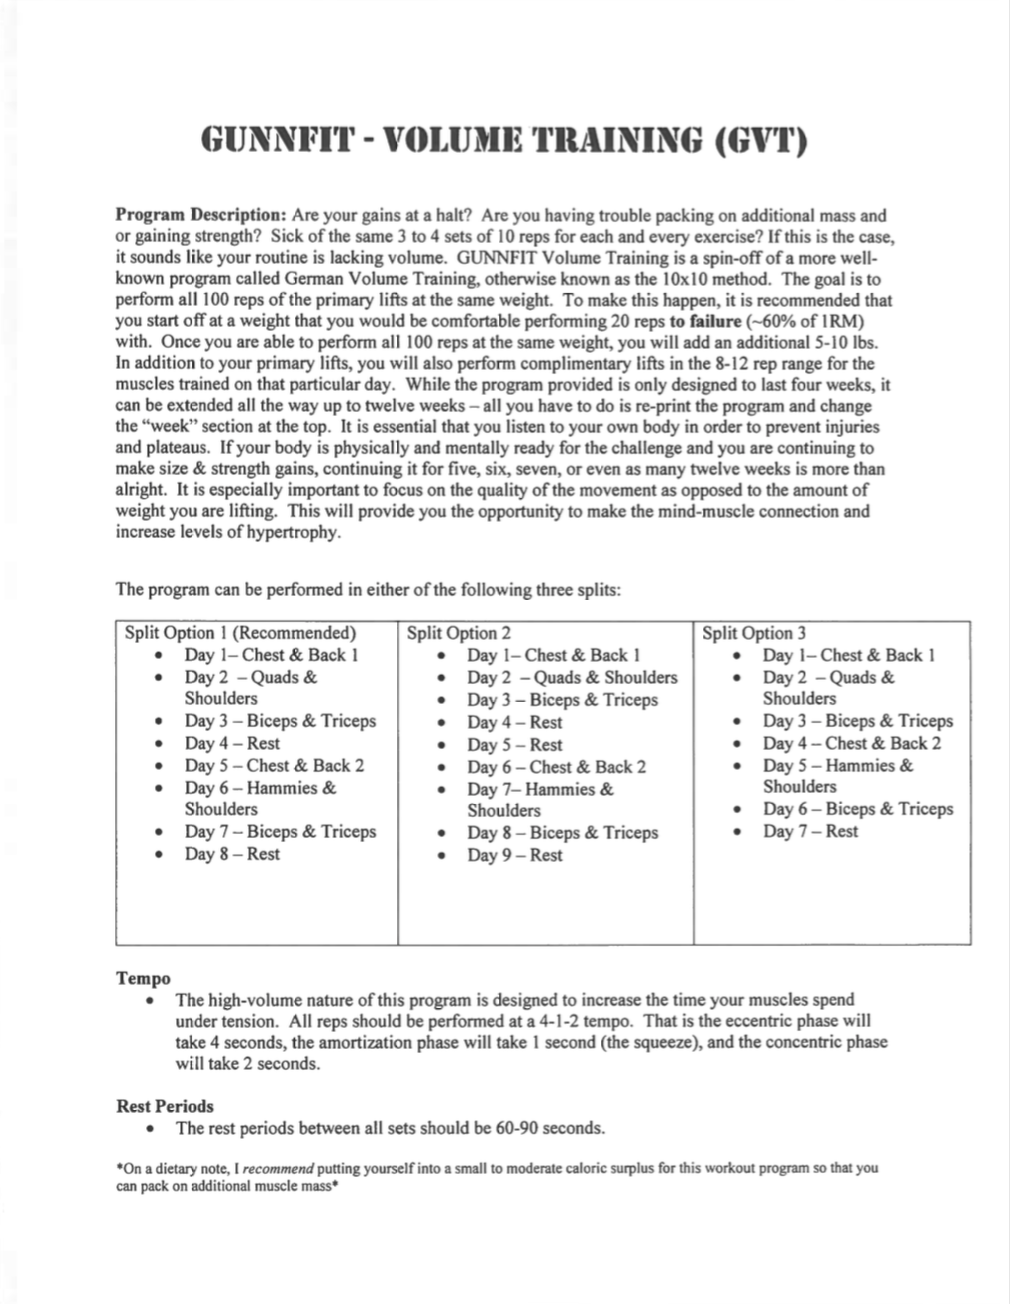 GUNNFIT - VOLUME TRAINING (GVT)
Program Description: Are your gains at a halt?  Are you having trouble packing on additional mass and
or gaining strength?  Sick of the same 3 to 4 sets of 10 reps for each and every exercise? If this is the case,
it sounds like your routine is lacking volume.  GUNNFIT Volume Training is a spin-off of a more well-
known program called German Volume Training, otherwise known as the 10x10 method.  The goal is to
perform all 100 reps of the primary lifts at the same weight.  To make this happen, it is recommended that
you start off at a weight that you would be comfortable performing 20 reps to failure (~60% of 1RM)
with.  Once you are able to perform all 100 reps at the same weight, you will add an additional 5-10 lbs.
In addition to your primary lifts, you will also perform complimentary lifts in the 8-12 rep range for the
muscles trained on that particular day.  While the program provided is only designed to last four weeks, it
can be extended all the way up to twelve weeks – all you have to do is re-print the program and change
the “week” section at the top.  It is essential that you listen to your own body in order to prevent injuries
and plateaus.  If your body is physically and mentally ready for the challenge and you are continuing to
make size & strength gains, continuing it for five, six, seven, or even as many twelve weeks is more than
alright.  It is especially important to focus on the quality of the movement as opposed to the amount of
weight you are lifting.  This will provide you the opportunity to make the mind-muscle connection and
increase levels of hypertrophy.
The program can be performed in either of the following three splits:
Split Option 1 (Recommended)
• Day 1– Chest & Back 1
• Day 2 – Quads &
Shoulders
• Day 3 – Biceps & Triceps
• Day 4 – Rest
• Day 5 – Chest & Back 2
• Day 6 – Hammies &
Shoulders
• Day 7 – Biceps & Triceps
• Day 8 – Rest
Split Option 2
• Day 1– Chest & Back 1
• Day 2 – Quads & Shoulders
• Day 3 – Biceps & Triceps
• Day 4 – Rest
• Day 5 – Rest
• Day 6 – Chest & Back 2
• Day 7– Hammies &
Shoulders
• Day 8 – Biceps & Triceps
• Day 9 – Rest
Split Option 3
• Day 1– Chest & Back 1
• Day 2 – Quads &
Shoulders
• Day 3 – Biceps & Triceps
• Day 4 – Chest & Back 2
• Day 5 – Hammies &
Shoulders
• Day 6 – Biceps & Triceps
• Day 7 – Rest
Tempo
• The high-volume nature of this program is designed to increase the time your muscles spend
under tension.  All reps should be performed at a 4-1-2 tempo.  That is the eccentric phase will
take 4 seconds, the amortization phase will take 1 second (the squeeze), and the concentric phase
will take 2 seconds.
Rest Periods
• The rest periods between all sets should be 60-90 seconds.
*On a dietary note, I recommend putting yourself into a small to moderate caloric surplus for this workout program so that you
can pack on additional muscle mass*